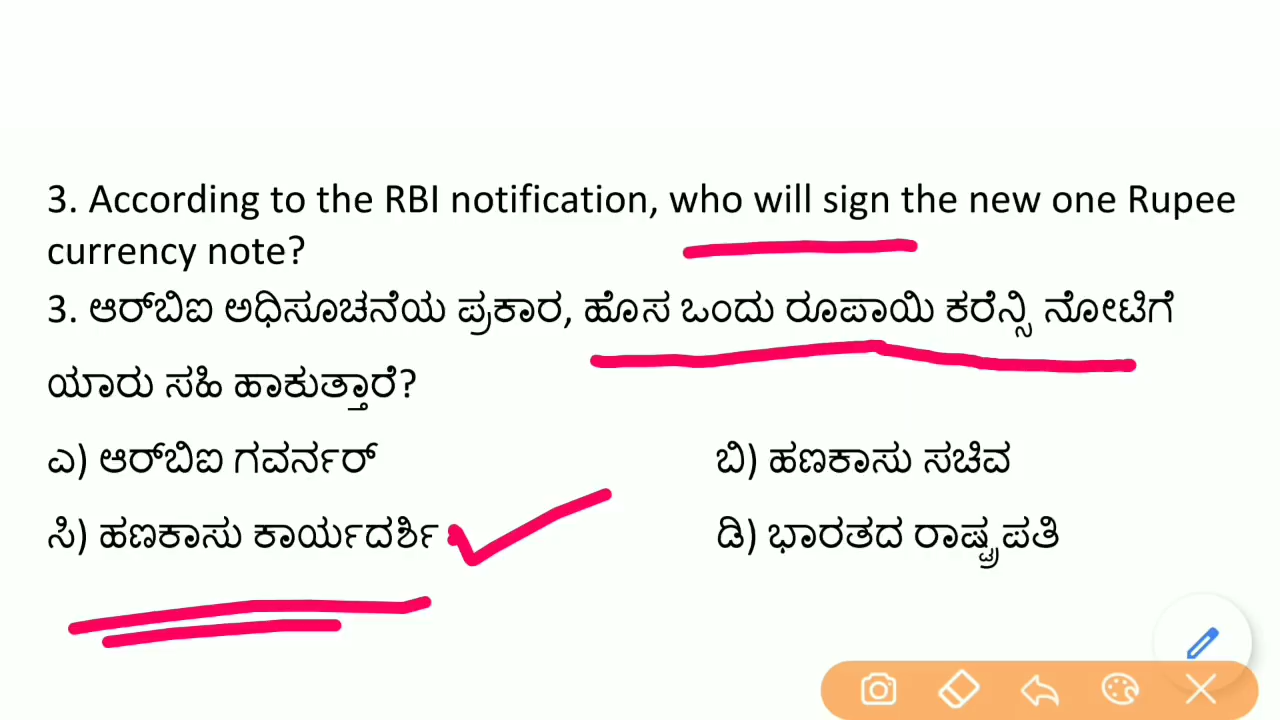 3. According to the RBI notification, who will sign the new one Rupee
currency note?
3. ಆರ್‌ಬಿಐ ಅಧಿಸೂಚನೆಯ ಪ್ರಕಾರ, ಹೊಸ ಒಂದು ರೂಪಾಯಿ ಕರೆನ್ಸಿ ನೋಟಿಗೆ
ಯಾರು ಸಹಿ ಹಾಕುತ್ತಾರೆ?
ಎ) ಆರ್‌ಬಿಐ ಗವರ್ನರ್ ಬಿ) ಹಣಕಾಸು ಸಚಿವ
ಸಿ) ಹಣಕಾಸು ಕಾರ್ಯದರ್ಶಿ ಡಿ) ಭಾರತದ ರಾಷ್ಟ್ರಪತಿ